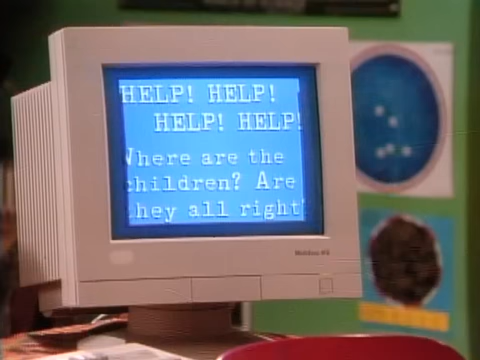 HELP! HELP!
HELP! HELP!
Where are the
children? Are
they all right